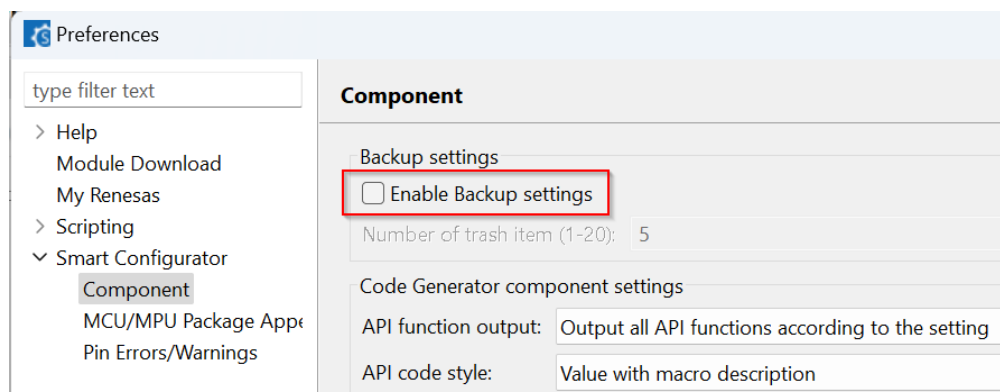 Preferences
type filter text
Help
Module Download
My Renesas
Scripting
Smart Configurator
Component
MCU/MPU Package Appe
Pin Errors/Warnings
Component
Backup settings
Enable Backup settings
Number of trash item (1-20): 5
Code Generator component settings
API function output: Output all API functions according to the setting
API code style: Value with macro description